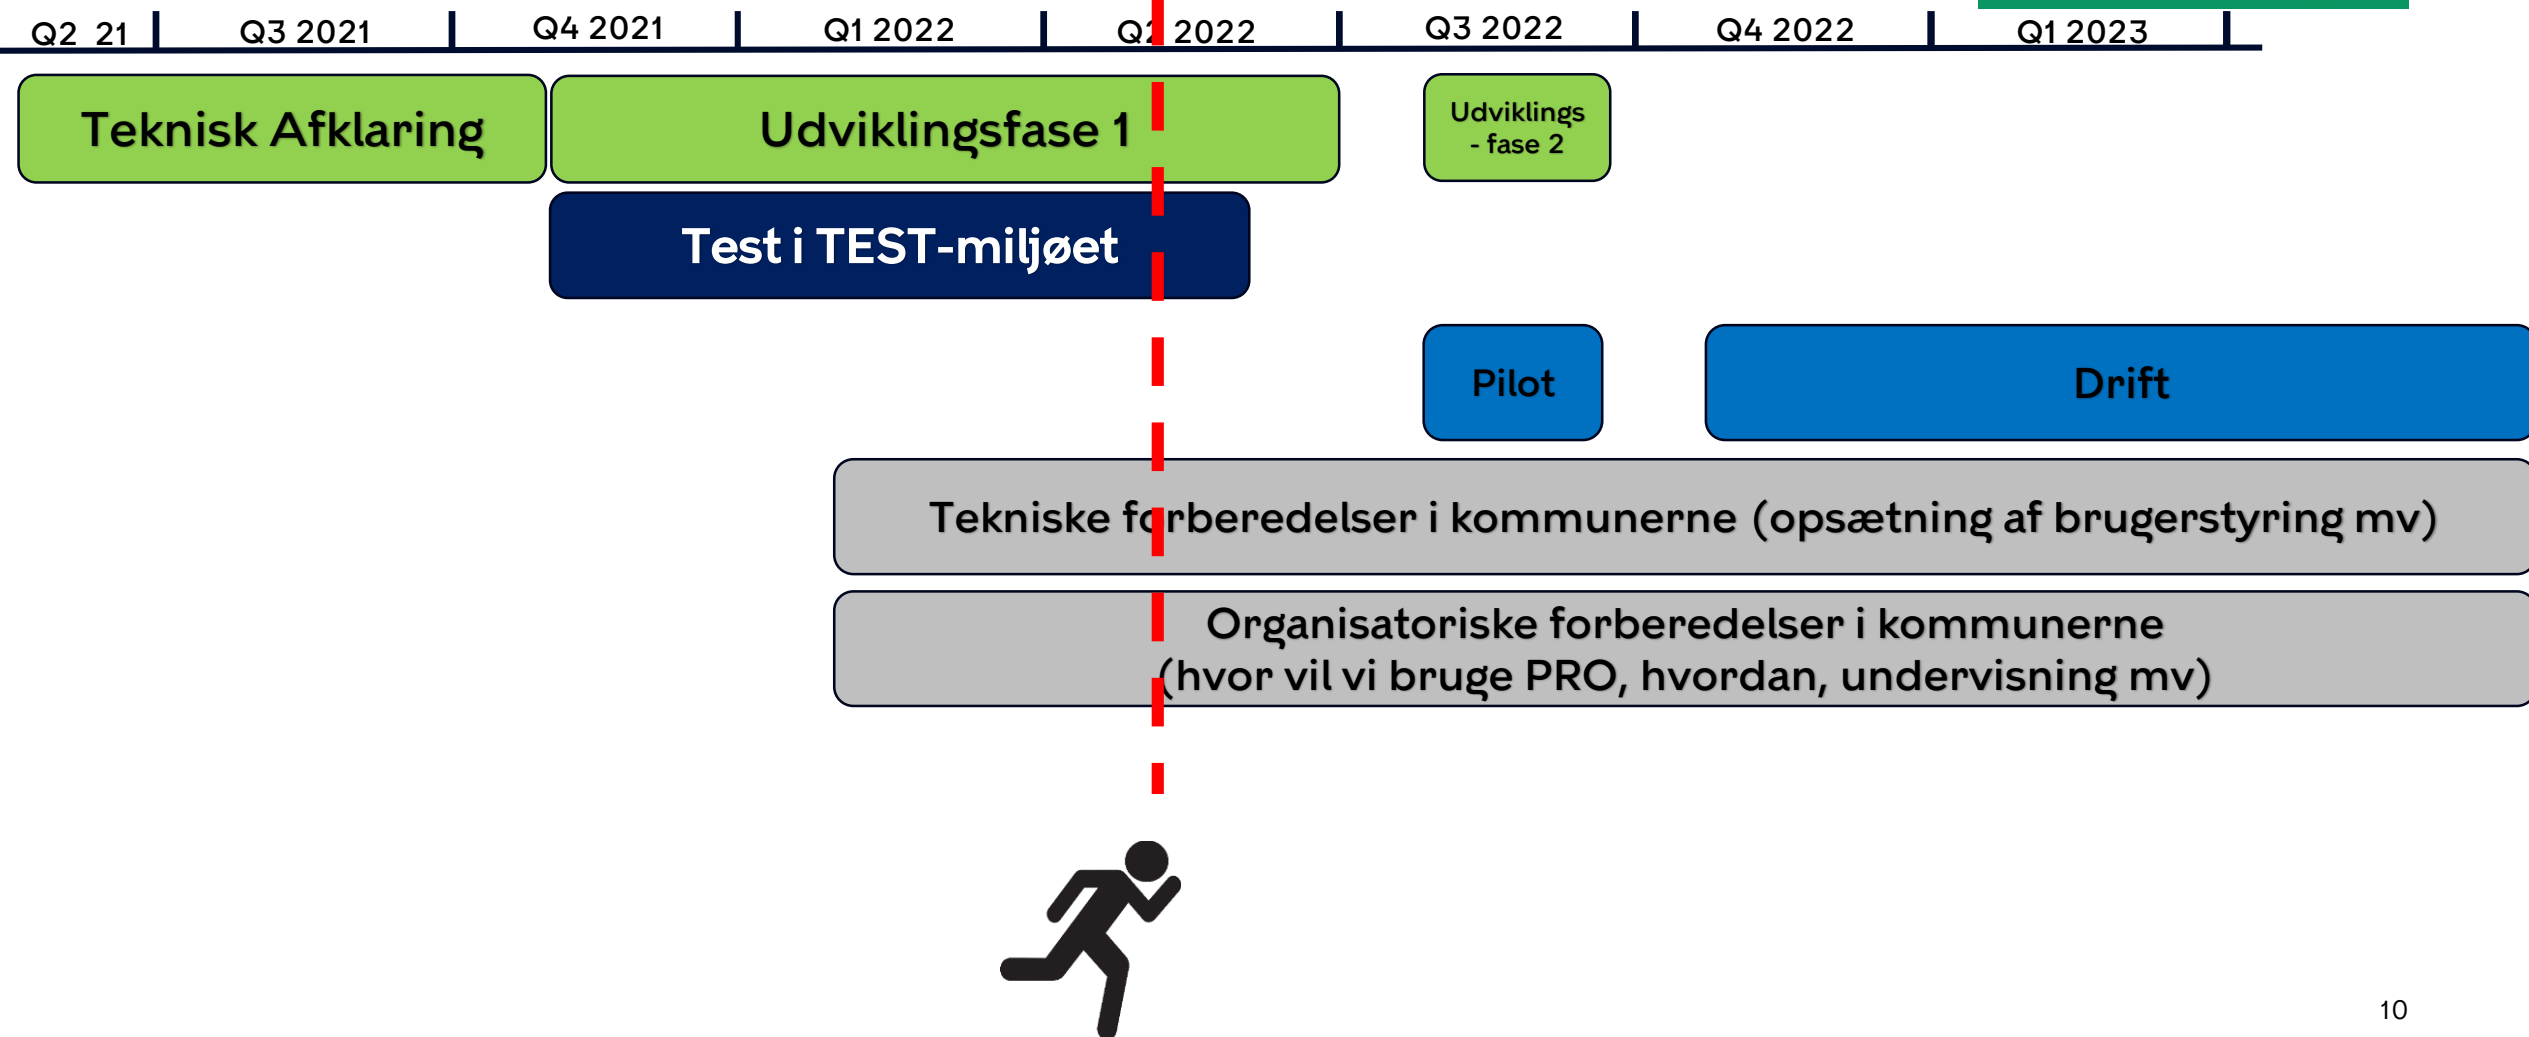 Q2 21 Q3 2021 Q4 2021 Q1 2022 Q2 2022 Q3 2022 Q4 2022 Q1 2023
Teknisk Afklaring
Udviklingsfase 1
Udviklings
- fase 2
Test i TEST-miljøet
Pilot
Drift
Tekniske forberedelser i kommunerne (opsætning af brugerstyring mv)
Organisatoriske forberedelser i kommunerne
(hvor vil vi bruge PRO, hvordan, undervisning mv)
10